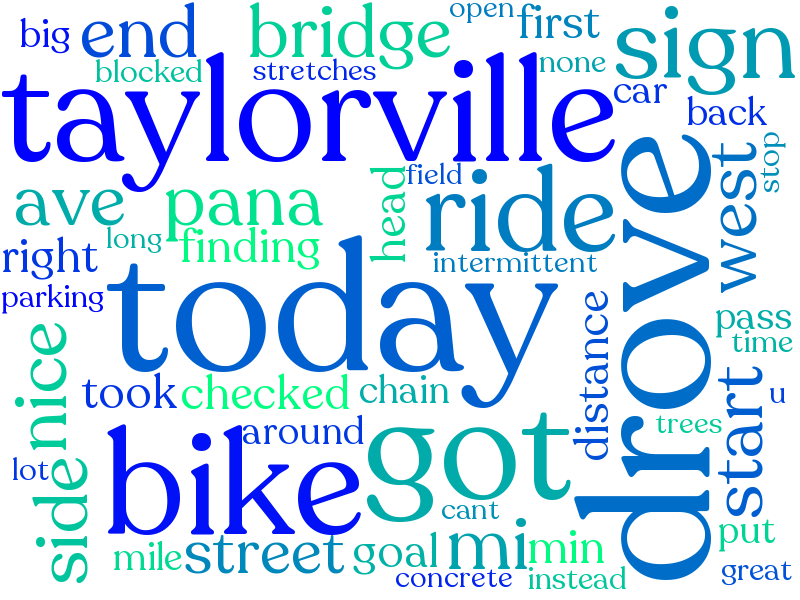 big
end
bridge
open
first
sign
blocked
stretches
none
taylorville
car
back
ave
pana
head
field
ride
west
stop
long
finding
right
intermittent
parking
today
drove
distance
pass
time
nice
took
checked
chain
start
u
around
trees
lot
side
bike
got
cant
put
mile
street
goal
mi
min
concrete
instead
great